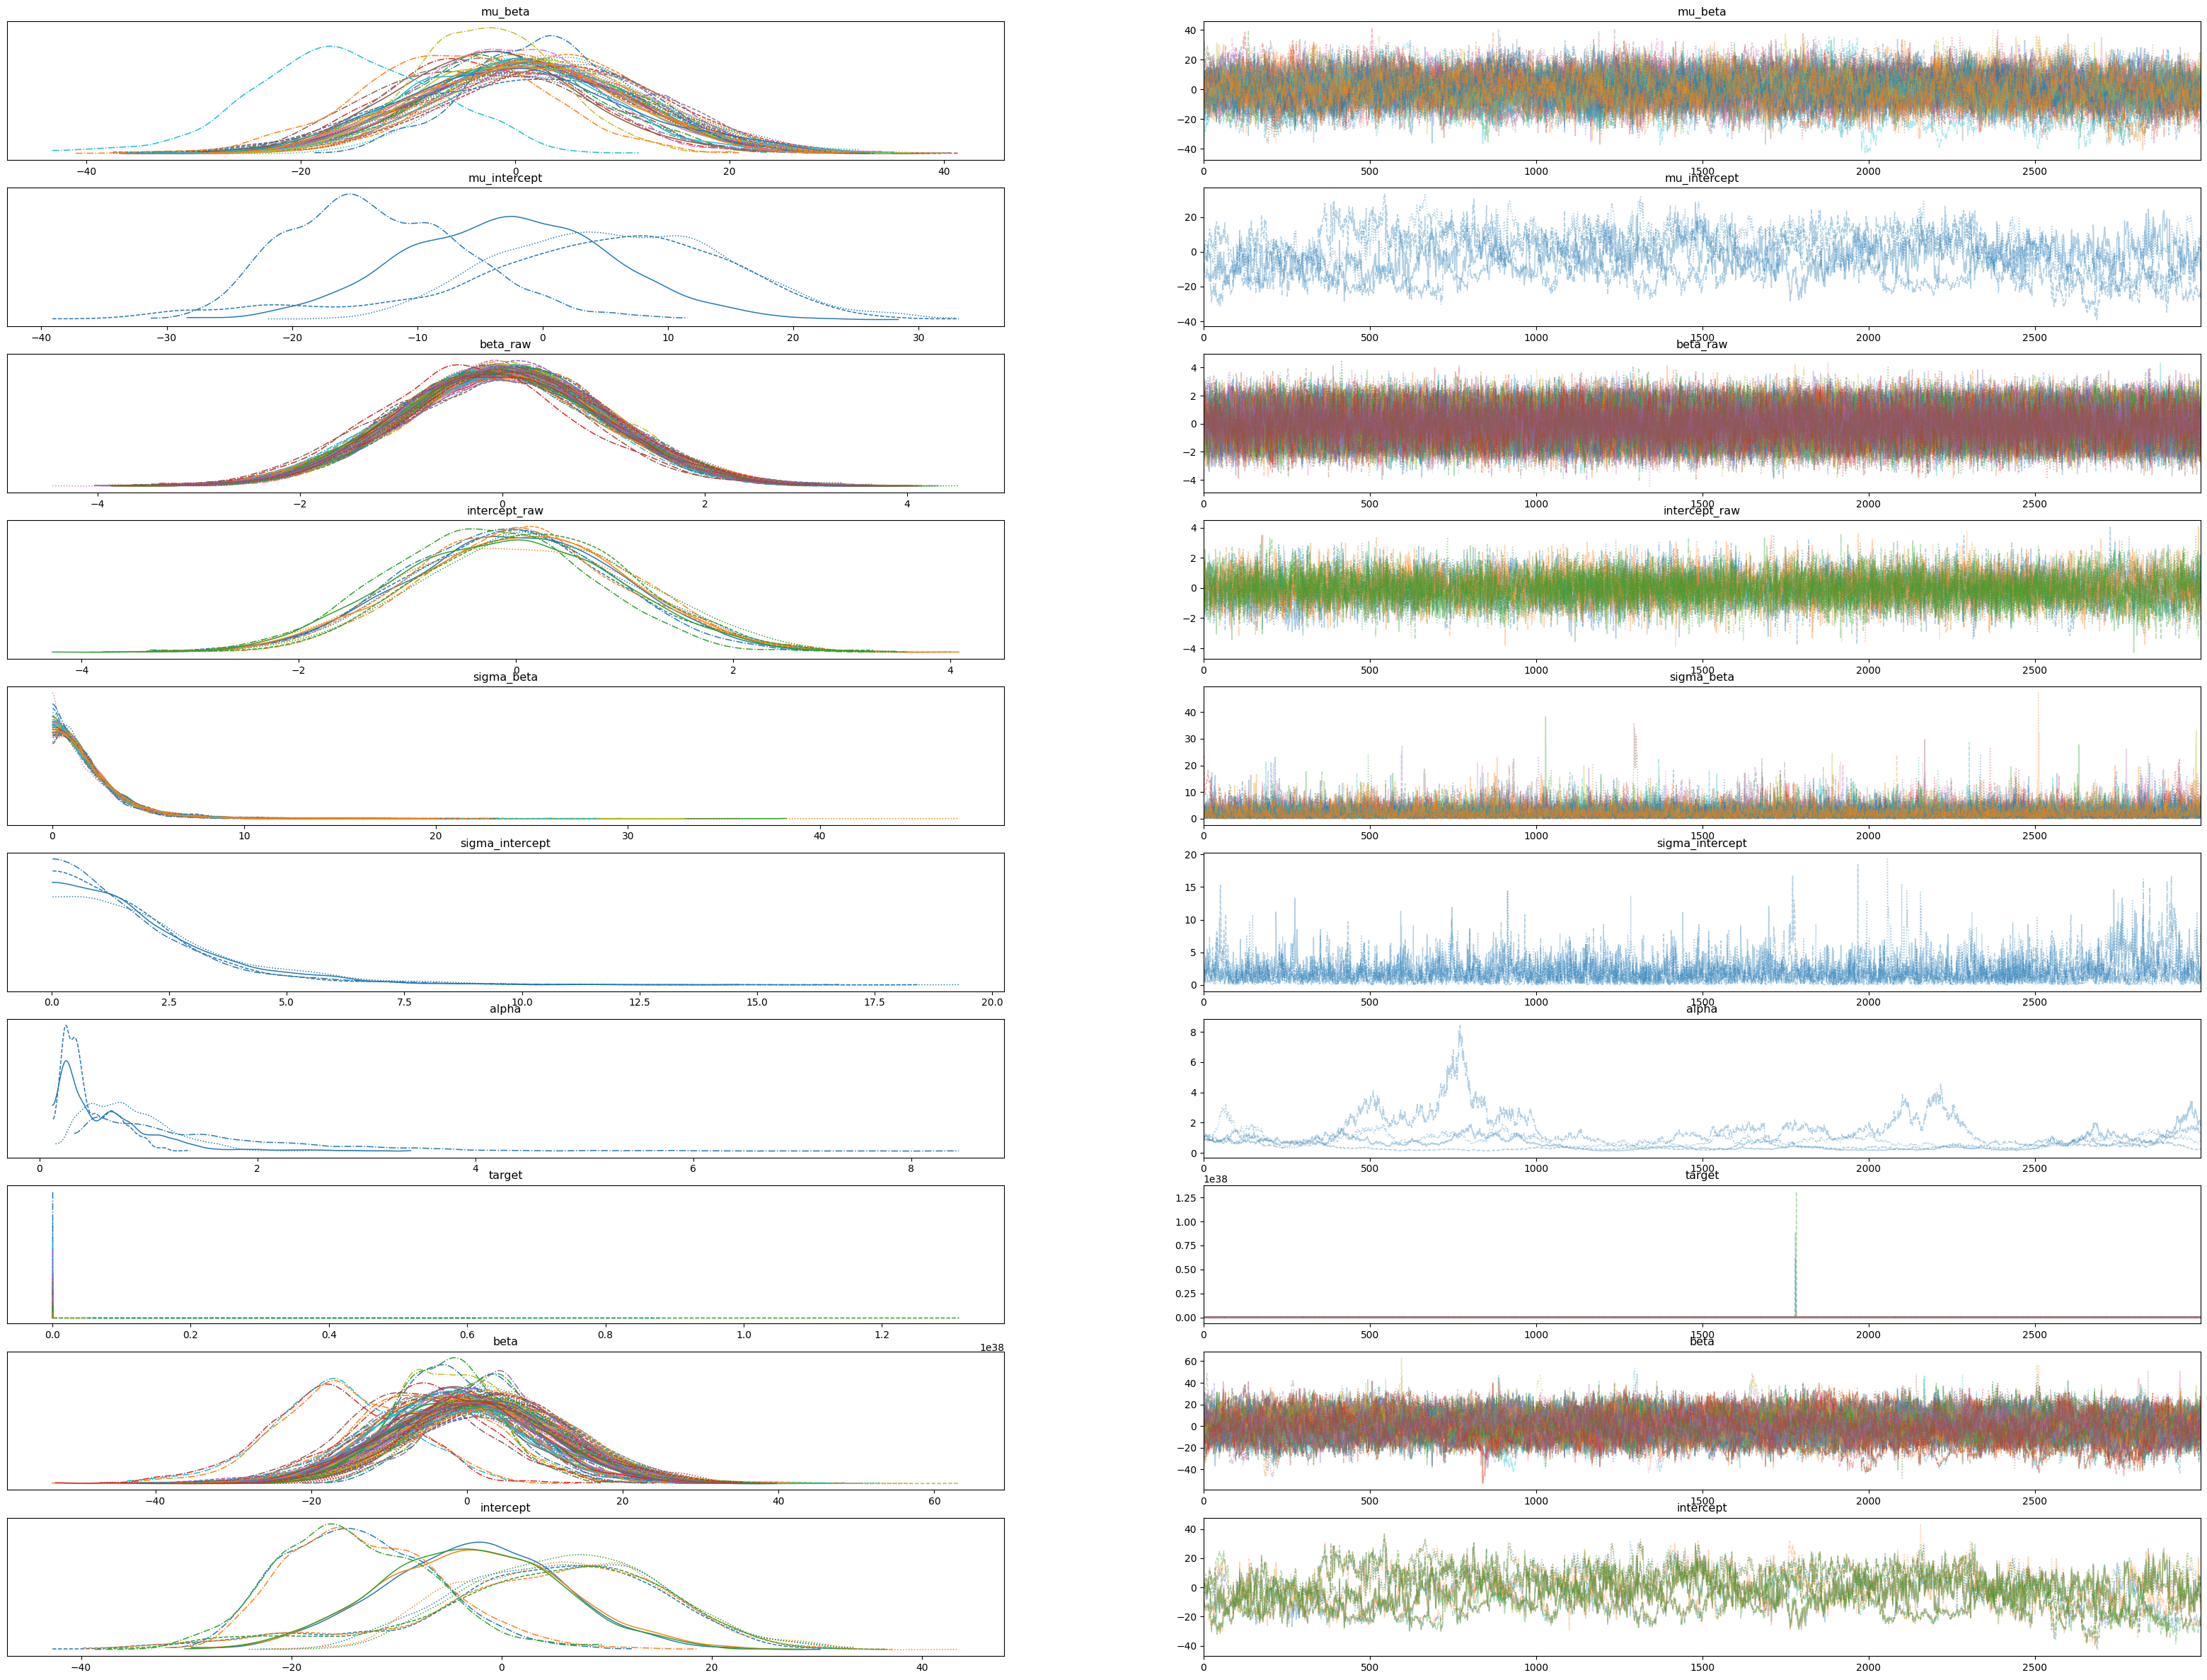 mu_beta
mu_beta
40
20
0
−20
−40
−40 −20 0 20 40
0 500 1000 1500 2000 2500
mu_intercept
mu_intercept
20
0
−20
−40
−40 −30 −20 −10 0 10 20 30
0 500 1000 1500 2000 2500
beta_raw
beta_raw
4
2
0
−2
−4
−4 −2 0 2 4
0 500 1000 1500 2000 2500
intercept_raw
intercept_raw
4
2
0
−2
−4
−4 −2 0 2 4
0 500 1000 1500 2000 2500
sigma_beta
sigma_beta
40
30
20
10
0
0 10 20 30 40
0 500 1000 1500 2000 2500
sigma_intercept
sigma_intercept
20
15
10
5
0
0.0 2.5 5.0 7.5 10.0 12.5 15.0 17.5 20.0
0 500 1000 1500 2000 2500
alpha
alpha
8
6
4
2
0
0 2 4 6 8
0 500 1000 1500 2000 2500
target
1e38
target
1.25
1.00
0.75
0.50
0.25
0.00
0.0 0.2 0.4 0.6 0.8 1.0 1.2
1e38
0 500 1000 1500 2000 2500
beta
beta
60
40
20
0
−20
−40
−40 −20 0 20 40 60
0 500 1000 1500 2000 2500
intercept
intercept
40
20
0
−20
−40
−40 −20 0 20 40
0 500 1000 1500 2000 2500